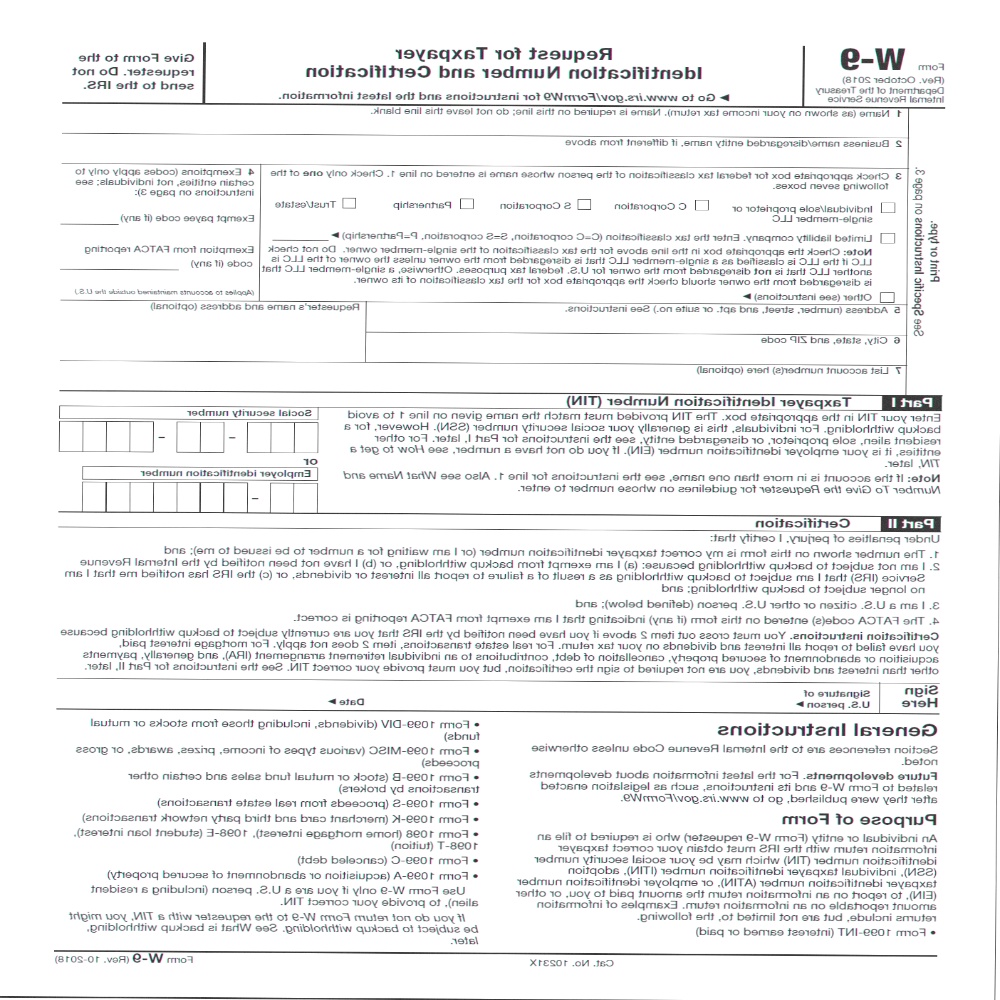 Form W-9
(Rev. October 2018)
Department of the Treasury
Internal Revenue Service
Request for Taxpayer
Identification Number and Certification
► Go to www.irs.gov/FormW9 for instructions and the latest information.
Give Form to the
requester. Do not
send to the IRS.
Print or type.
See Specific Instructions on page 3.
1 Name (as shown on your income tax return). Name is required on this line; do not leave this line blank.
2 Business name/disregarded entity name, if different from above
3 Check appropriate box for federal tax classification of the person whose name is entered on line 1. Check only one of the
following seven boxes.
Individual/sole proprietor or
single-member LLC
C Corporation
S Corporation
Partnership
Trust/estate
Limited liability company. Enter the tax classification (C=C corporation, S=S corporation, P=Partnership) ►
Note: Check the appropriate box in the line above for the tax classification of the single-member owner. Do not check
LLC if the LLC is classified as a single-member LLC that is disregarded from the owner unless the owner of the LLC is
another LLC that is not disregarded from the owner for U.S. federal tax purposes. Otherwise, a single-member LLC that
is disregarded from the owner should check the appropriate box for the tax classification of its owner.
Other (see instructions) ►
4 Exemptions (codes apply only to
certain entities, not individuals; see
instructions on page 3):
Exempt payee code (if any)
Exemption from FATCA reporting
code (if any)
(Applies to accounts maintained outside the U.S.)
5 Address (number, street, and apt. or suite no.) See instructions.
Requester's name and address (optional)
6 City, state, and ZIP code
7 List account number(s) here (optional)
Part I Taxpayer Identification Number (TIN)
Enter your TIN in the appropriate box. The TIN provided must match the name given on line 1 to avoid
backup withholding. For individuals, this is generally your social security number (SSN). However, for a
resident alien, sole proprietor, or disregarded entity, see the instructions for Part I, later. For other
entities, it is your employer identification number (EIN). If you do not have a number, see How to get a
TIN, later.
Note: If the account is in more than one name, see the instructions for line 1. Also see What Name and
Number To Give the Requester for guidelines on whose number to enter.
Social security number
– –
or
Employer identification number
–
Part II Certification
Under penalties of perjury, I certify that:
1. The number shown on this form is my correct taxpayer identification number (or I am waiting for a number to be issued to me); and
2. I am not subject to backup withholding because: (a) I am exempt from backup withholding, or (b) I have not been notified by the Internal Revenue
Service (IRS) that I am subject to backup withholding as a result of a failure to report all interest or dividends, or (c) the IRS has notified me that I am
no longer subject to backup withholding; and
3. I am a U.S. citizen or other U.S. person (defined below); and
4. The FATCA code(s) entered on this form (if any) indicating that I am exempt from FATCA reporting is correct.
Certification instructions. You must cross out item 2 above if you have been notified by the IRS that you are currently subject to backup withholding because
you have failed to report all interest and dividends on your tax return. For real estate transactions, item 2 does not apply. For mortgage interest paid,
acquisition or abandonment of secured property, cancellation of debt, contributions to an individual retirement arrangement (IRA), and generally, payments
other than interest and dividends, you are not required to sign the certification, but you must provide your correct TIN. See the instructions for Part II, later.
Sign
Here
Signature of
U.S. person ►
Date ►
General Instructions
Section references are to the Internal Revenue Code unless otherwise
noted.
Future developments. For the latest information about developments
related to Form W-9 and its instructions, such as legislation enacted
after they were published, go to www.irs.gov/FormW9.
Purpose of Form
An individual or entity (Form W-9 requester) who is required to file an
information return with the IRS must obtain your correct taxpayer
identification number (TIN) which may be your social security number
(SSN), individual taxpayer identification number (ITIN), adoption
taxpayer identification number (ATIN), or employer identification number
(EIN), to report on an information return the amount paid to you, or other
amount reportable on an information return. Examples of information
returns include, but are not limited to, the following.
• Form 1099-INT (interest earned or paid)
• Form 1099-DIV (dividends, including those from stocks or mutual
funds)
• Form 1099-MISC (various types of income, prizes, awards, or gross
proceeds)
• Form 1099-B (stock or mutual fund sales and certain other
transactions by brokers)
• Form 1099-S (proceeds from real estate transactions)
• Form 1099-K (merchant card and third party network transactions)
• Form 1098 (home mortgage interest), 1098-E (student loan interest),
1098-T (tuition)
• Form 1099-C (canceled debt)
• Form 1099-A (acquisition or abandonment of secured property)
Use Form W-9 only if you are a U.S. person (including a resident
alien), to provide your correct TIN.
If you do not return Form W-9 to the requester with a TIN, you might
be subject to backup withholding. See What is backup withholding,
later.
Cat. No. 10231X
Form W-9 (Rev. 10-2018)